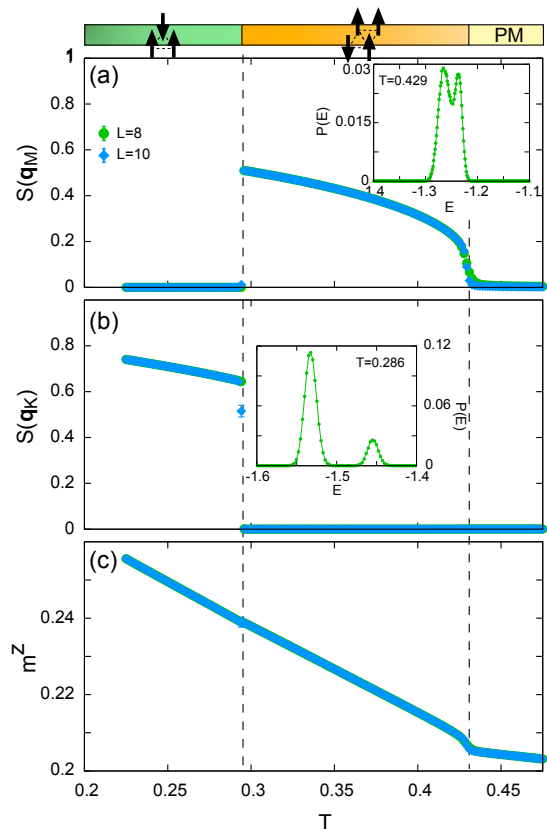 PM
1
(a)
0.03
T=0.429
P(E)
0.015
0
-1.4
-1.3
-1.2
-1.1
E
L=8
L=10
0.8
0.6
0.4
0.2
0
S(qM)
(b)
0.12
T=0.286
P(E)
0.06
0
-1.6
-1.5
-1.4
E
0.8
0.6
0.4
0.2
0
S(qK)
(c)
0.24
0.22
0.2
mz
0.2
0.25
0.3
0.35
0.4
0.45
T